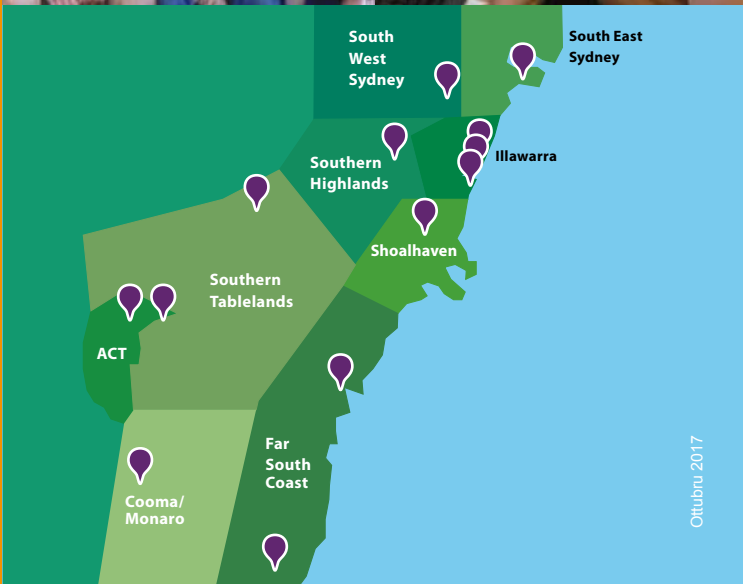 South
West
Sydney
South East
Sydney
Illawarra
Southern
Highlands
Shoalhaven
Southern
Tablelands
ACT
Far
South
Coast
Cooma/
Monaro
Ottubru 2017